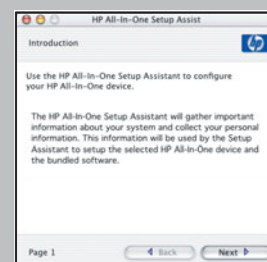 HP All-In-One Setup Assist
Introduction
hp
Use the HP All-In-One Setup Assistant to configure
your HP All-In-One device.
The HP All-In-One Setup Assistant will gather important
information about your system and collect your personal
information. This information will be used by the Setup
Assistant to setup the selected HP All-In-One device and
the bundled software.
Page 1
Back
Next